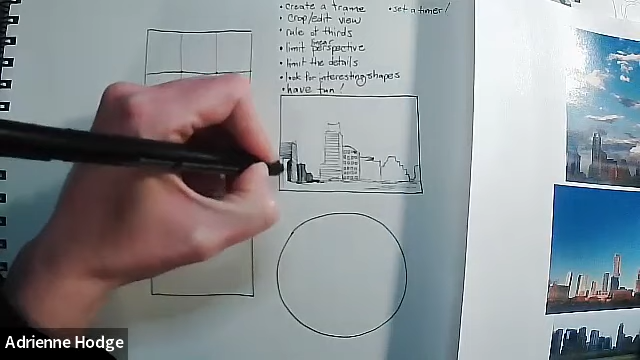 • create a frame • set a timer!
• crop/edit view
• rule of thirds
linear
• limit perspective
• limit the details
• look for interesting shapes
• have fun!
Adrienne Hodge